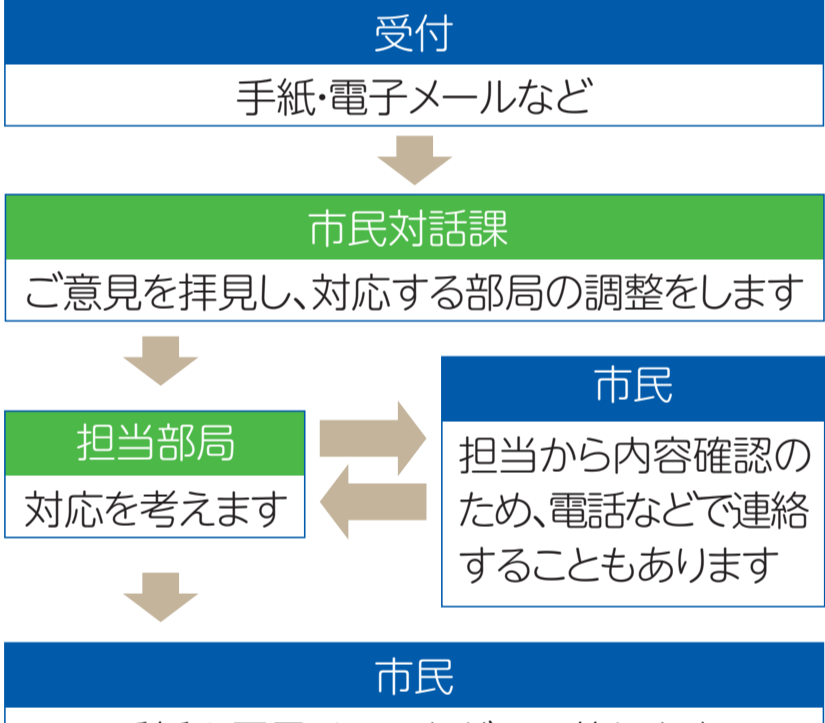 受付
手紙・電子メールなど
市民対話課
ご意見を拝見し、対応する部局の調整をします
担当部局
対応を考えます
市民
担当から内容確認の
ため、電話などで連絡
することもあります
市民